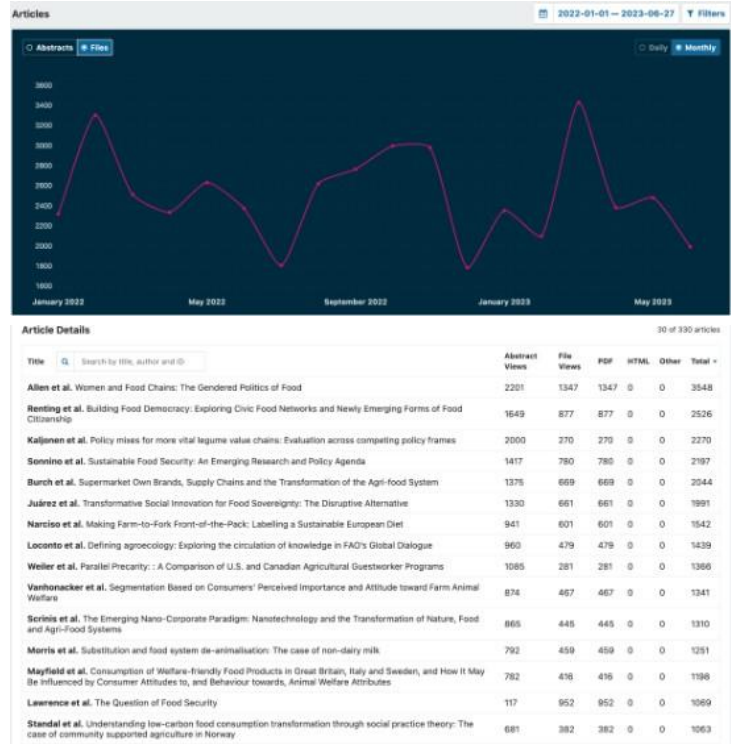 Articles 2022-01-01 — 2023-06-27 Filters
Abstracts Files Daily Monthly
3600
3400
3200
3000
2800
2600
2400
2200
2000
1800
1600
January 2022 May 2022 September 2022 January 2023 May 2023
Article Details 30 of 330 articles
Title Search by title, author and ID Abstract Views File Views PDF HTML Other Total
Allen et al. Women and Food Chains: The Gendered Politics of Food 2201 1347 1347 0 0 3548
Renting et al. Building Food Democracy: Exploring Civic Food Networks and Newly Emerging Forms of Food
Citizenship 1649 877 877 0 0 2526
Kaljonen et al. Policy mixes for more vital legume value chains: Evaluation across competing policy frames 2000 270 270 0 0 2270
Sonnino et al. Sustainable Food Security: An Emerging Research and Policy Agenda 1417 780 780 0 0 2197
Burch et al. Supermarket Own Brands, Supply Chains and the Transformation of the Agri-food System 1375 669 669 0 0 2044
Juárez et al. Transformative Social Innovation for Food Sovereignty: The Disruptive Alternative 1330 661 661 0 0 1991
Narciso et al. Making Farm-to-Fork Front-of-the-Pack: Labelling a Sustainable European Diet 941 601 601 0 0 1542
Loconto et al. Defining agroecology: Exploring the circulation of knowledge in FAO's Global Dialogue 960 479 479 0 0 1439
Weiler et al. Parallel Precarity: : A Comparison of U.S. and Canadian Agricultural Guestworker Programs 1085 281 281 0 0 1366
Vanhonacker et al. Segmentation Based on Consumers' Perceived Importance and Attitude toward Farm Animal
Welfare 874 467 467 0 0 1341
Scrinis et al. The Emerging Nano-Corporate Paradigm: Nanotechnology and the Transformation of Nature, Food
and Agri-Food Systems 865 445 445 0 0 1310
Morris et al. Substitution and food system de-animalisation: The case of non-dairy milk 792 459 459 0 0 1251
Mayfield et al. Consumption of Welfare-friendly Food Products in Great Britain, Italy and Sweden, and How It May
Be Influenced by Consumer Attitudes to, and Behaviour towards, Animal Welfare Attributes 782 416 416 0 0 1198
Lawrence et al. The Question of Food Security 117 952 952 0 0 1069
Standal et al. Understanding low-carbon food consumption transformation through social practice theory: The
case of community supported agriculture in Norway 681 382 382 0 0 1063